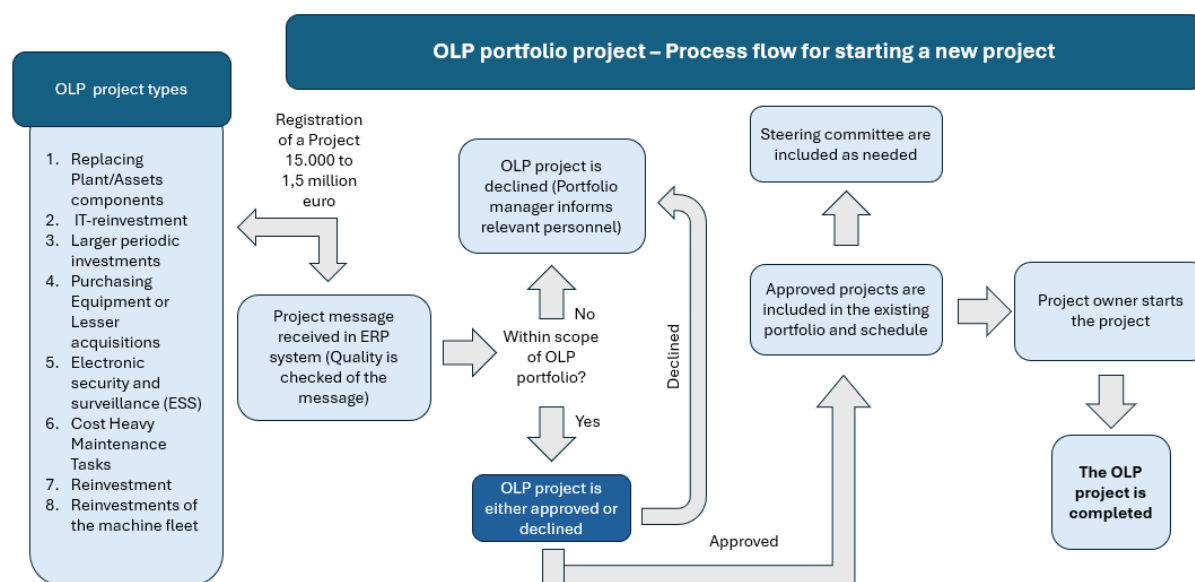 OLP portfolio project – Process flow for starting a new project
OLP project types
1. Replacing
Plant/Assets
components
2. IT-reinvestment
3. Larger periodic
investments
4. Purchasing
Equipment or
Lesser
acquisitions
5. Electronic
security and
surveillance (ESS)
6. Cost Heavy
Maintenance
Tasks
7. Reinvestment
8. Reinvestments of
the machine fleet
Registration
of a Project
15.000 to
1,5 million
euro
Project message
received in ERP
system (Quality is
checked of the
message)
OLP project is
declined (Portfolio
manager informs
relevant personnel)
No
Within scope
of OLP
portfolio?
Yes
OLP project is
either approved or
declined
Declined
Approved
Steering committee are
included as needed
Approved projects are
included in the existing
portfolio and schedule
Project owner starts
the project
The OLP
project is
completed